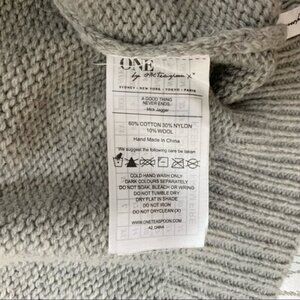 ONE
by oneteaspoon x
SYDNEY • NEW YORK • TOKYO • PARIS
A GOOD THING
NEVER ENDS.
Mick Jagger
60% COTTON 30% NYLON
10% WOOL
Hand Made In China
We suggest the following care be taken
COLD HAND WASH ONLY
DARK COLOURS SEPARATELY
DO NOT SOAK, BLEACH OR WRING
DO NOT TUMBLE DRY
DRY FLAT IN SHADE
DO NOT IRON
DO NOT DRYCLEAN (X)
WWW.ONETEASPOON.COM